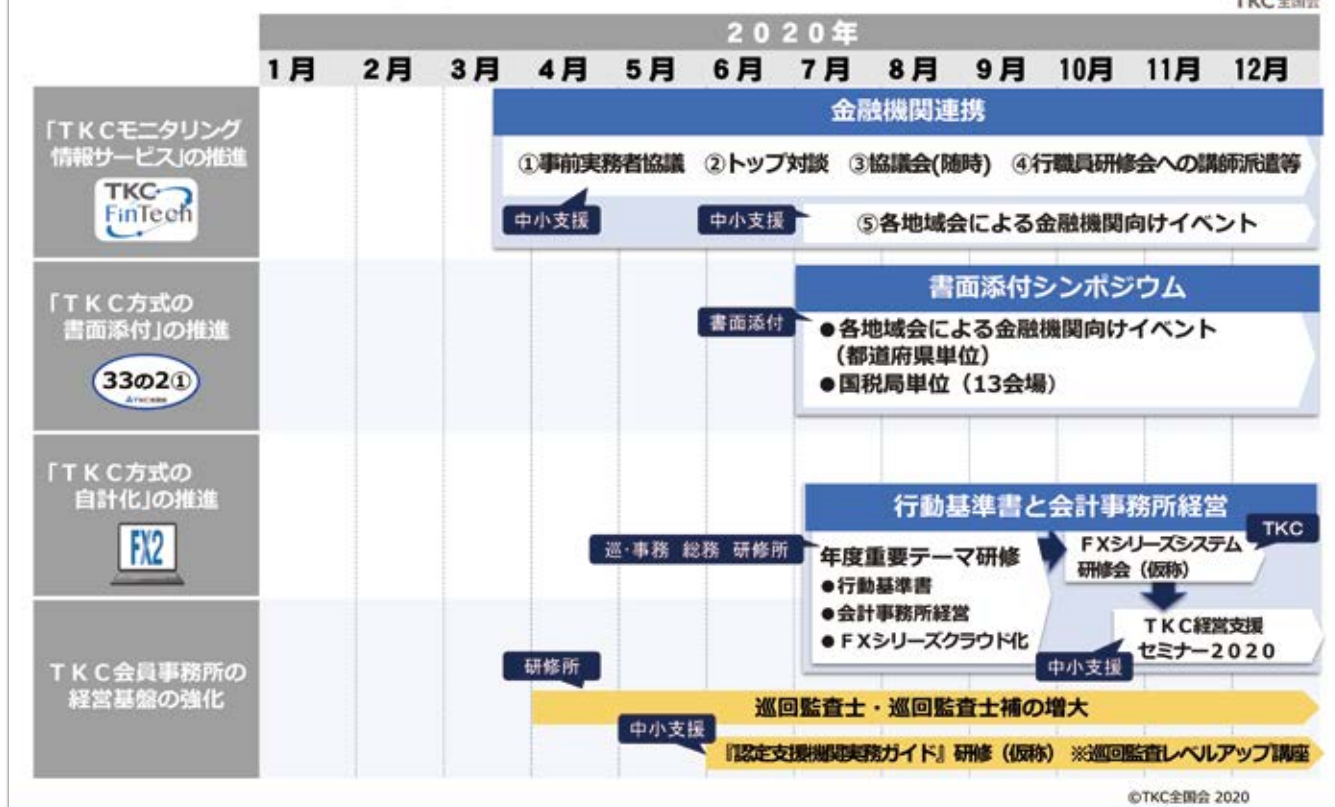 TKC全国会
2020年
1月 2月 3月 4月 5月 6月 7月 8月 9月 10月 11月 12月
「TKCモニタリング
情報サービス」の推進
TKC
FinTech
金融機関連携
①事前実務者協議 ②トップ対談 ③協議会(随時) ④行職員研修会への講師派遣等
中小支援
中小支援
⑤各地域会による金融機関向けイベント
「TKC方式の
書面添付」の推進
33の2①
書面添付シンポジウム
書面添付
●各地域会による金融機関向けイベント
(都道府県単位)
●国税局単位（13会場）
「TKC方式の
自計化」の推進
FX2
行動基準書と会計事務所経営
巡・事務 総務 研修所
年度重要テーマ研修
●行動基準書
●会計事務所経営
●FXシリーズクラウド化
TKC
FXシリーズシステム
研修会（仮称）
TKC経営支援
セミナー2020
中小支援
TKC会員事務所の
経営基盤の強化
研修所
巡回監査士・巡回監査士補の増大
中小支援
『認定支援機関実務ガイド』研修（仮称） ※巡回監査レベルアップ講座
©TKC全国会 2020